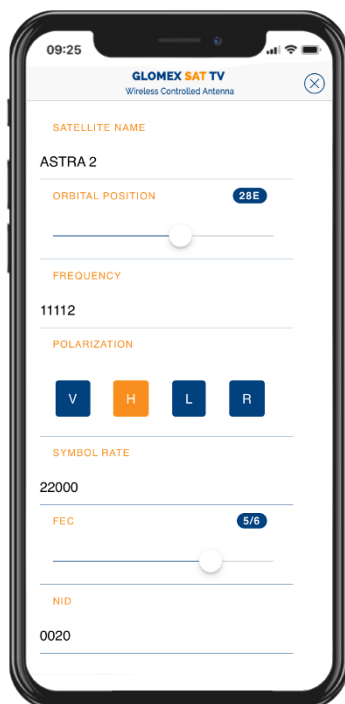 09:25
GLOMEX SAT TV
Wireless Controlled Antenna
SATELLITE NAME
ASTRA 2
ORBITAL POSITION 28E
FREQUENCY
11112
POLARIZATION
V H L R
SYMBOL RATE
22000
FEC 5/6
NID
0020